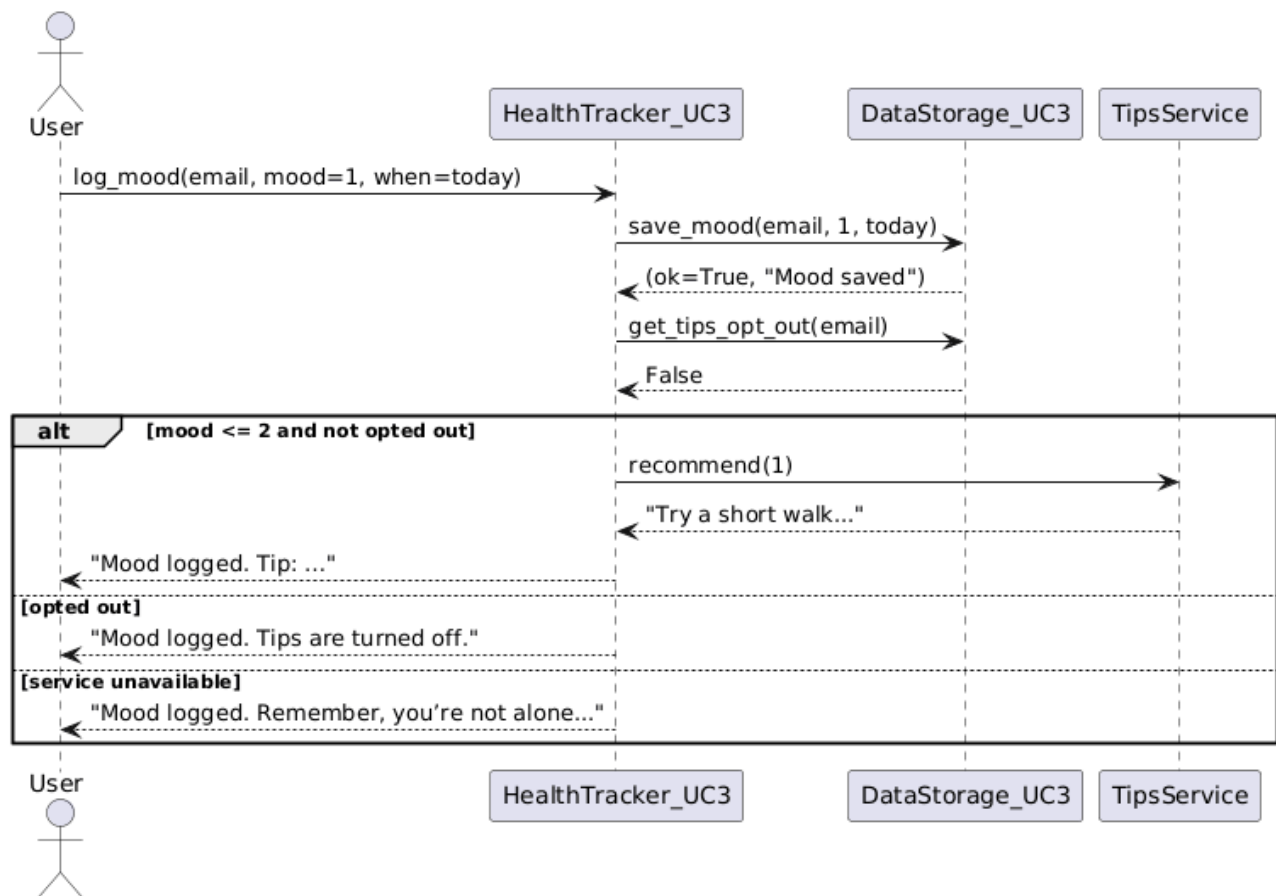 User
HealthTracker_UC3
DataStorage_UC3
TipsService
log_mood(email, mood=1, when=today)
save_mood(email, 1, today)
(ok=True, "Mood saved")
get_tips_opt_out(email)
False
alt
[mood <= 2 and not opted out]
recommend(1)
"Try a short walk..."
"Mood logged. Tip: ..."
[opted out]
"Mood logged. Tips are turned off."
[service unavailable]
"Mood logged. Remember, you’re not alone..."
User
HealthTracker_UC3
DataStorage_UC3
TipsService